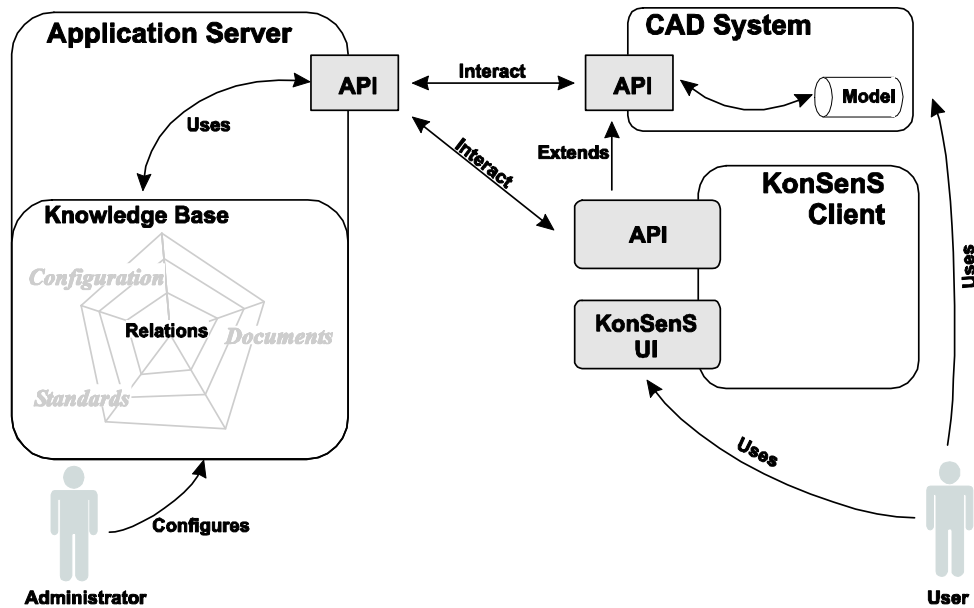 Application Server
API
Uses
Knowledge Base
Configuration
Relations
Documents
Standards
Configures
Administrator
Interact
Interact
CAD System
API
Model
Extends
KonSenS
Client
API
KonSenS
UI
Uses
Uses
User